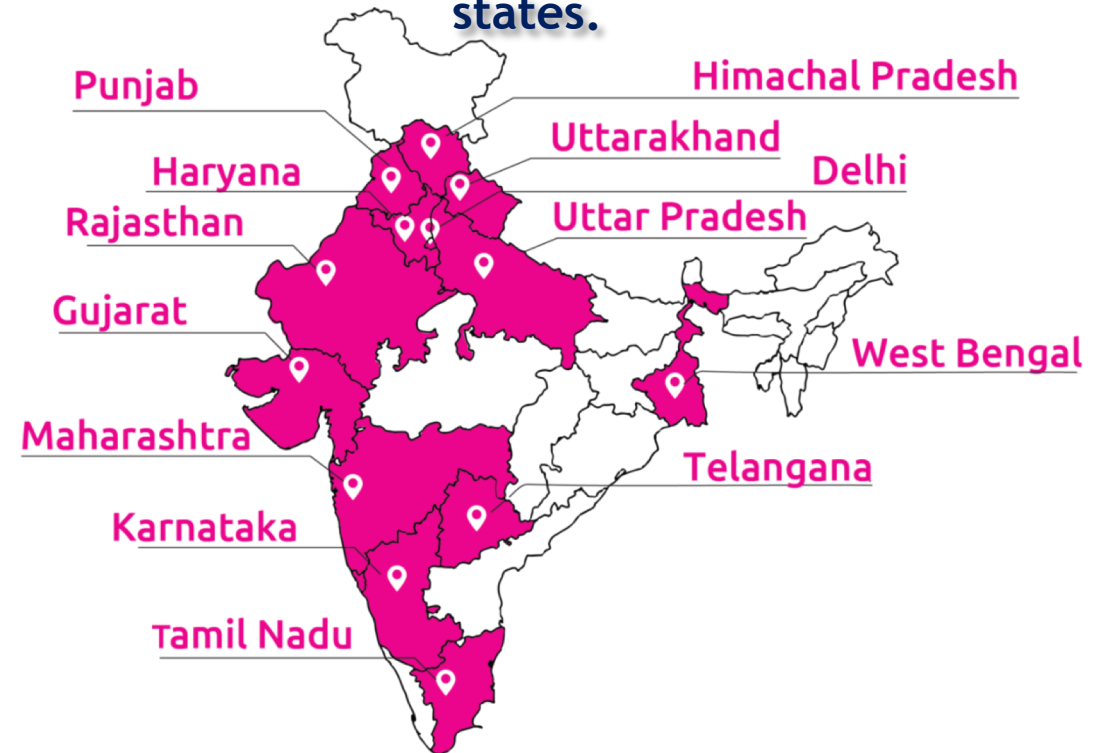 states.
Punjab
Himachal Pradesh
Uttarakhand
Haryana
Delhi
Rajasthan
Uttar Pradesh
Gujarat
West Bengal
Maharashtra
Telangana
Karnataka
Tamil Nadu